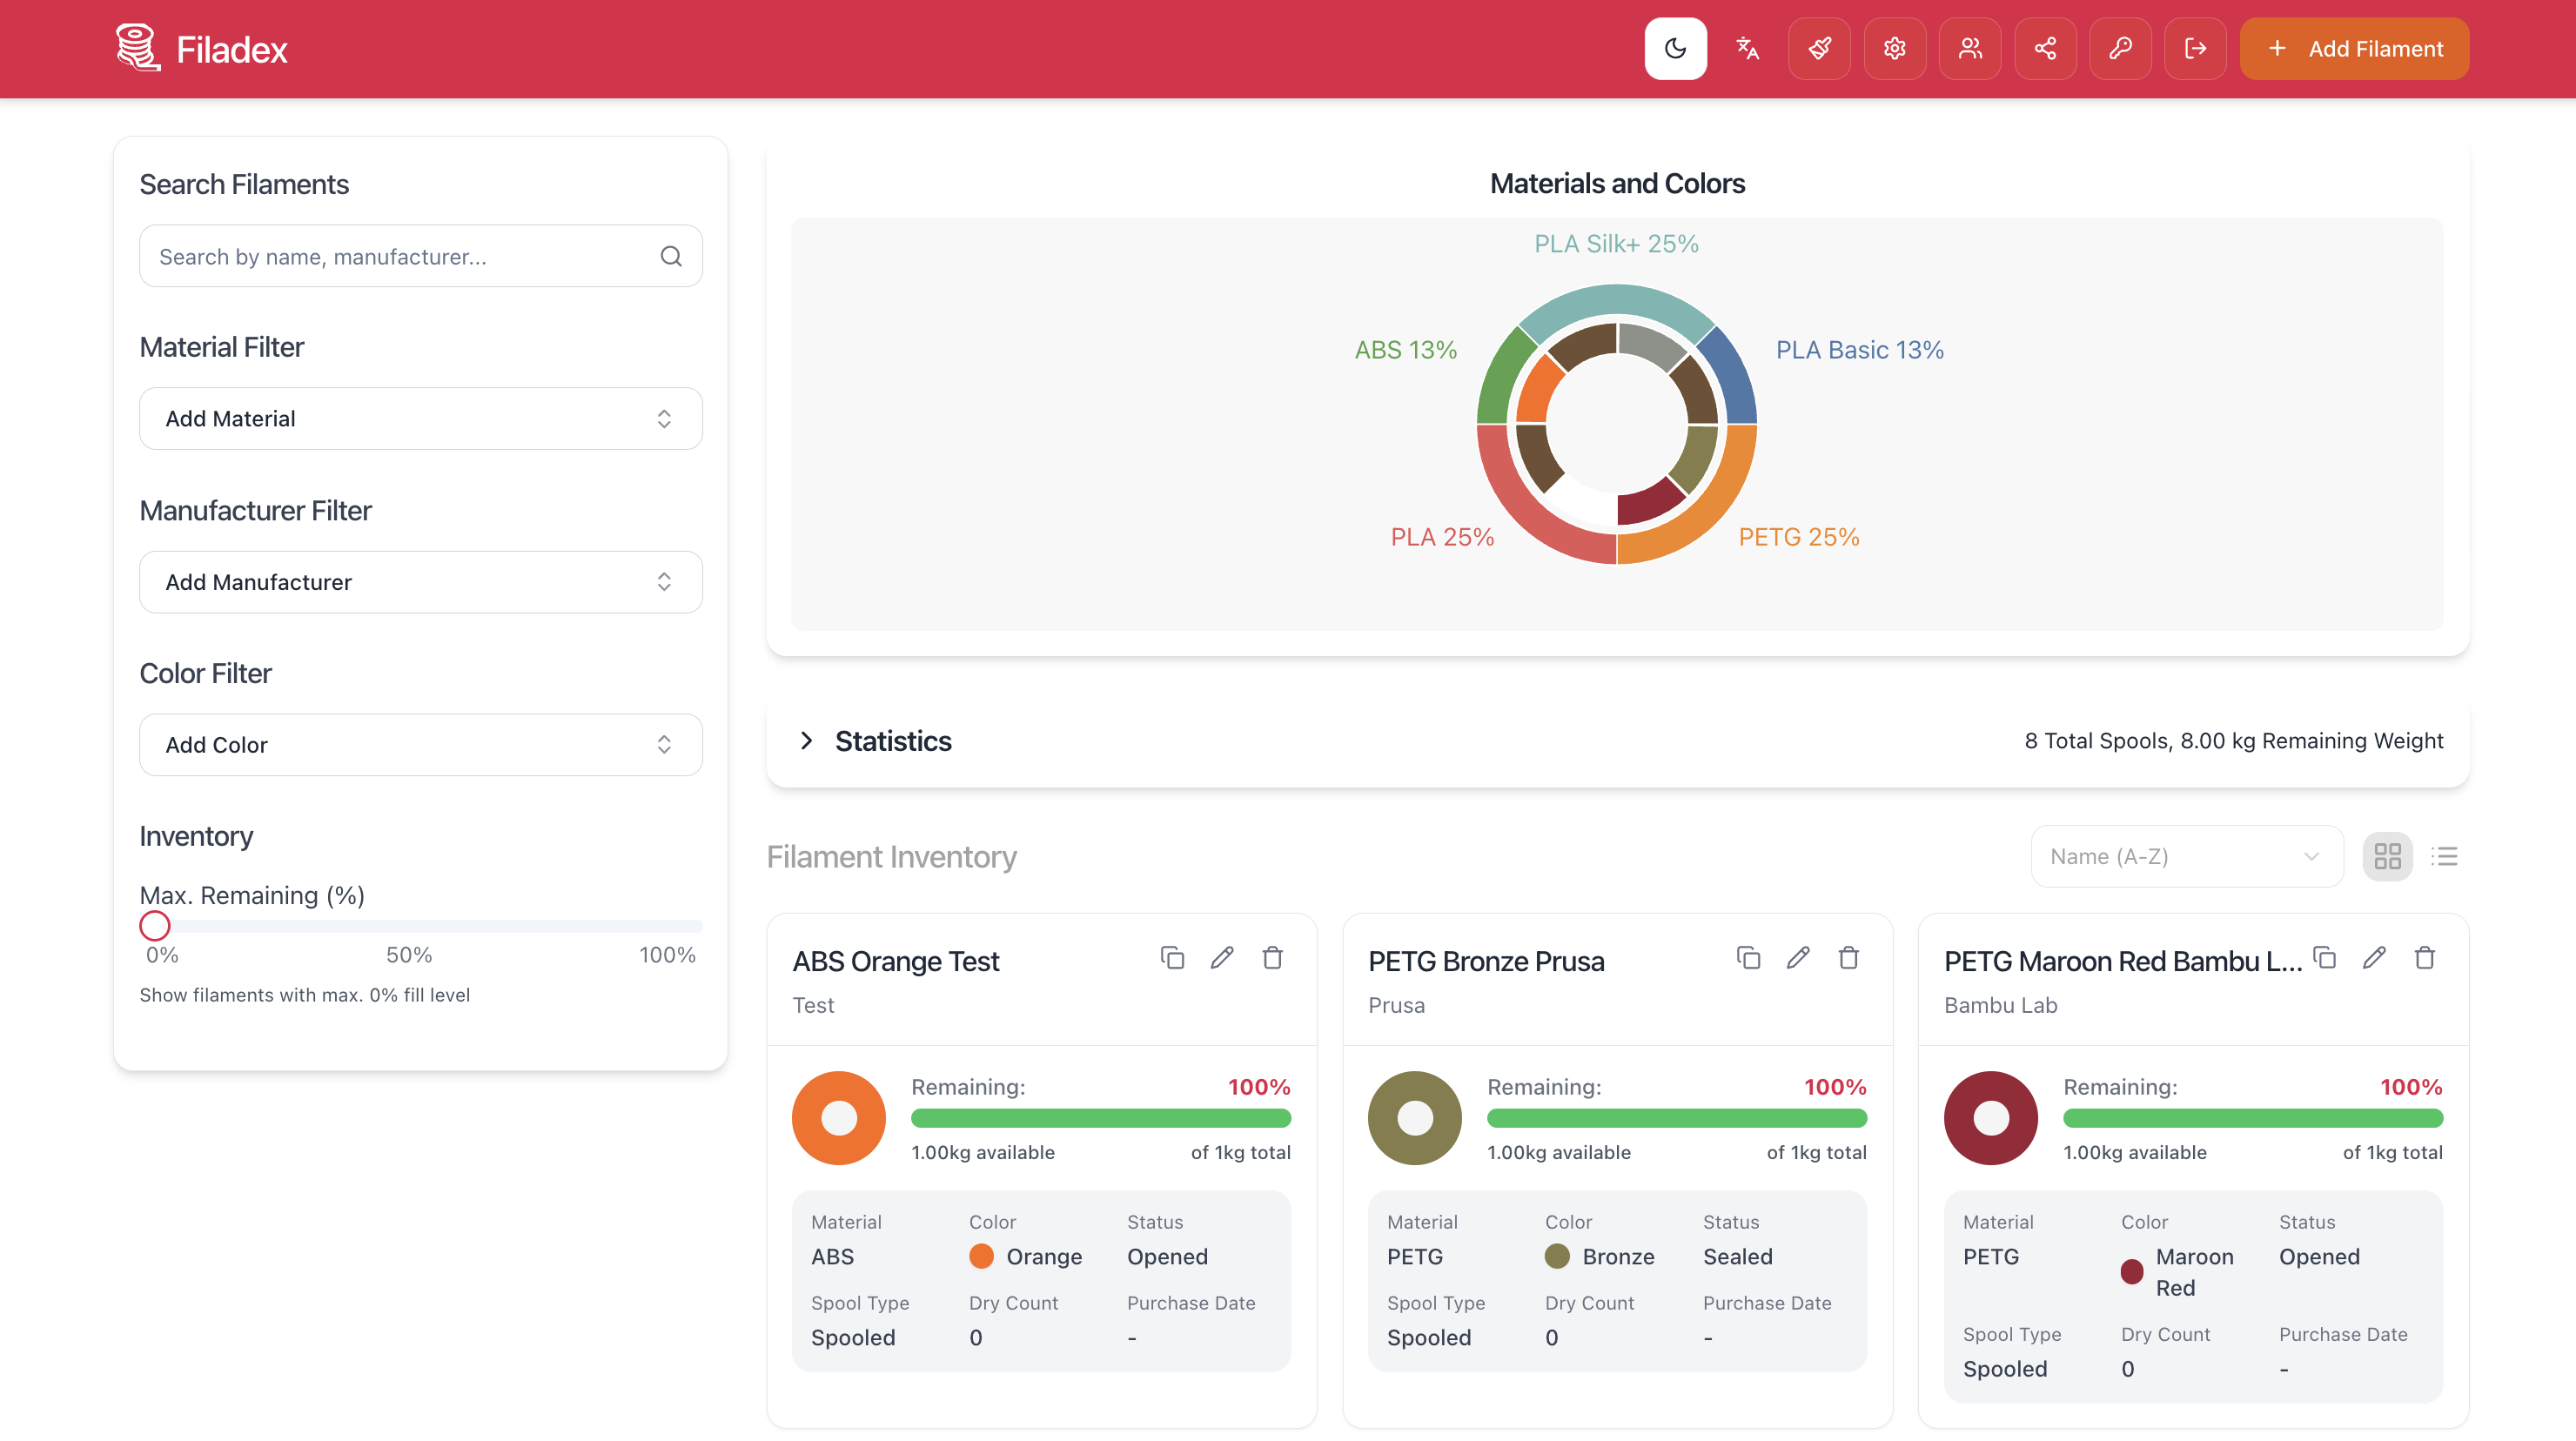 Filadex
Add Filament
Search Filaments
Search by name, manufacturer...
Material Filter
Add Material
Manufacturer Filter
Add Manufacturer
Color Filter
Add Color
Inventory
Max. Remaining (%)
0% 50% 100%
Show filaments with max. 0% fill level
Materials and Colors
PLA Silk+ 25%
ABS 13%
PLA Basic 13%
PLA 25%
PETG 25%
Statistics
8 Total Spools, 8.00 kg Remaining Weight
Filament Inventory
Name (A-Z)
ABS Orange Test
Test
Remaining: 100%
1.00kg available of 1kg total
Material Color Status
ABS Orange Opened
Spool Type Dry Count Purchase Date
Spooled 0 -
PETG Bronze Prusa
Prusa
Remaining: 100%
1.00kg available of 1kg total
Material Color Status
PETG Bronze Sealed
Spool Type Dry Count Purchase Date
Spooled 0 -
PETG Maroon Red Bambu L...
Bambu Lab
Remaining: 100%
1.00kg available of 1kg total
Material Color Status
PETG Maroon Opened
Red
Spool Type Dry Count Purchase Date
Spooled 0 -